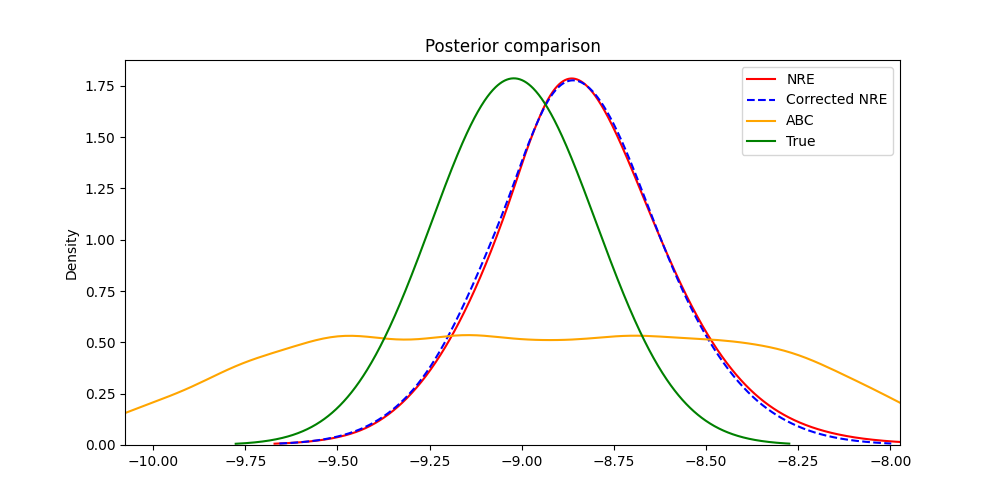 Posterior comparison
NRE
Corrected NRE
ABC
True
Density
1.75
1.50
1.25
1.00
0.75
0.50
0.25
0.00
−10.00 −9.75 −9.50 −9.25 −9.00 −8.75 −8.50 −8.25 −8.00